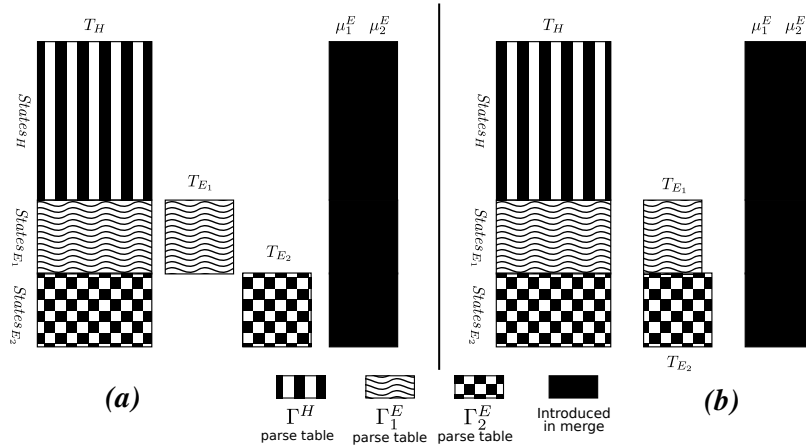 T_H
μ_1^E μ_2^E
States_H
T_{E_1}
States_{E_1}
T_{E_2}
States_{E_2}
(a)
T_H
μ_1^E μ_2^E
States_H
T_{E_1}
States_{E_1}
States_{E_2}
T_{E_2}
(b)
Γ^H
parse table
Γ_1^E
parse table
Γ_2^E
parse table
Introduced
in merge